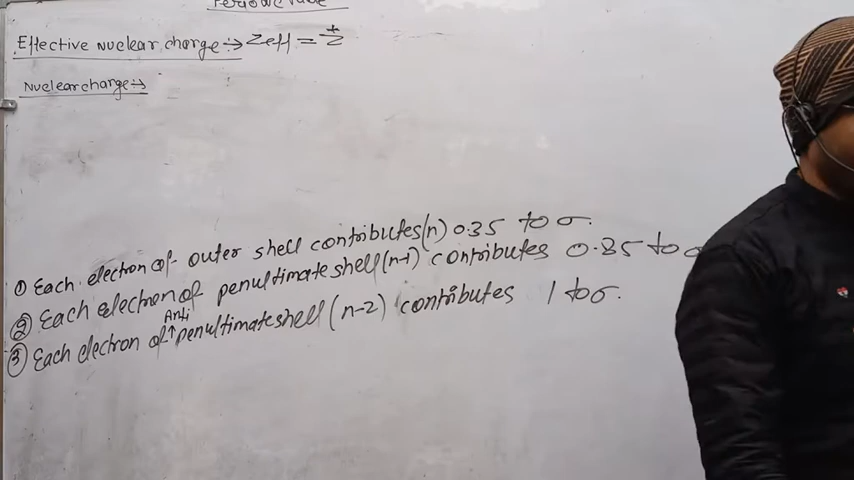 Periodic Table
Effective nuclear charge:→ Zeff = Z*
Nuclear charge:→
① Each electron of outer shell contributes(n) 0.35 to σ.
② Each electron of penultimate shell(n-1) contributes 0.85 to σ
③ Each electron of ↑Anti penultimate shell (n-2) contributes 1 to σ.